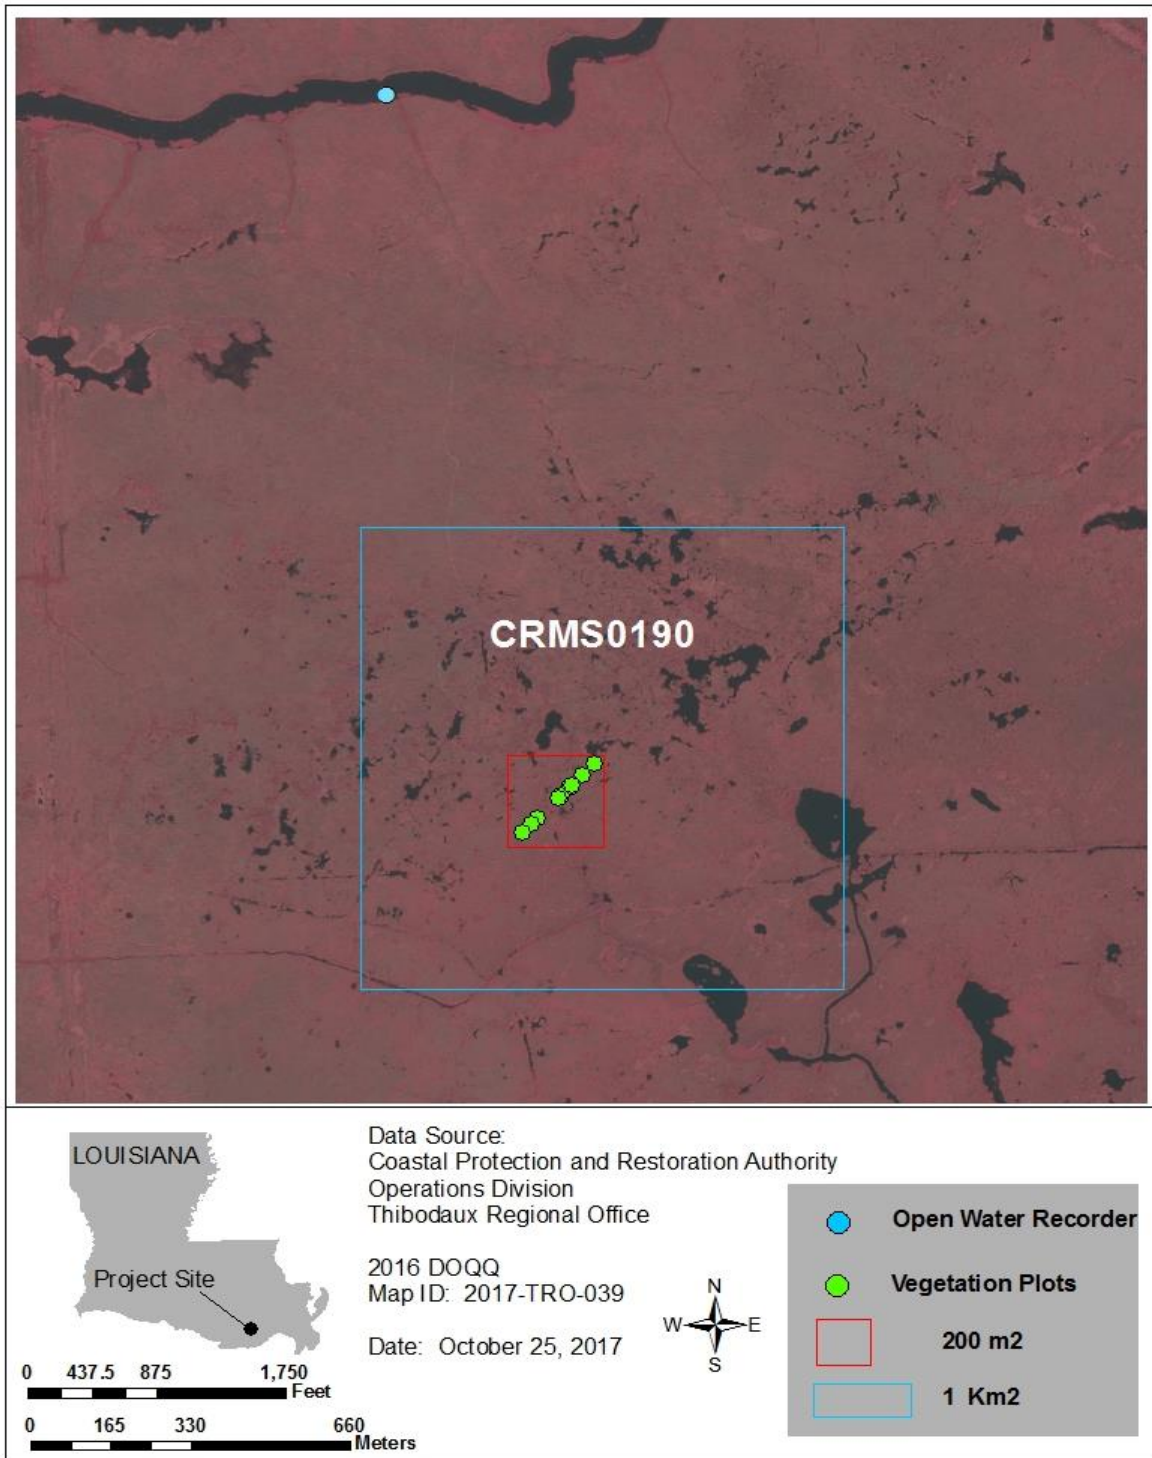 CRMS0190
LOUISIANA
Project Site
0 437.5 875 1,750
Feet
0 165 330 660
Meters
Data Source:
Coastal Protection and Restoration Authority
Operations Division
Thibodaux Regional Office
2016 DOQQ
Map ID: 2017-TRO-039
Date: October 25, 2017
N
W E
S
Open Water Recorder
Vegetation Plots
200 m2
1 Km2